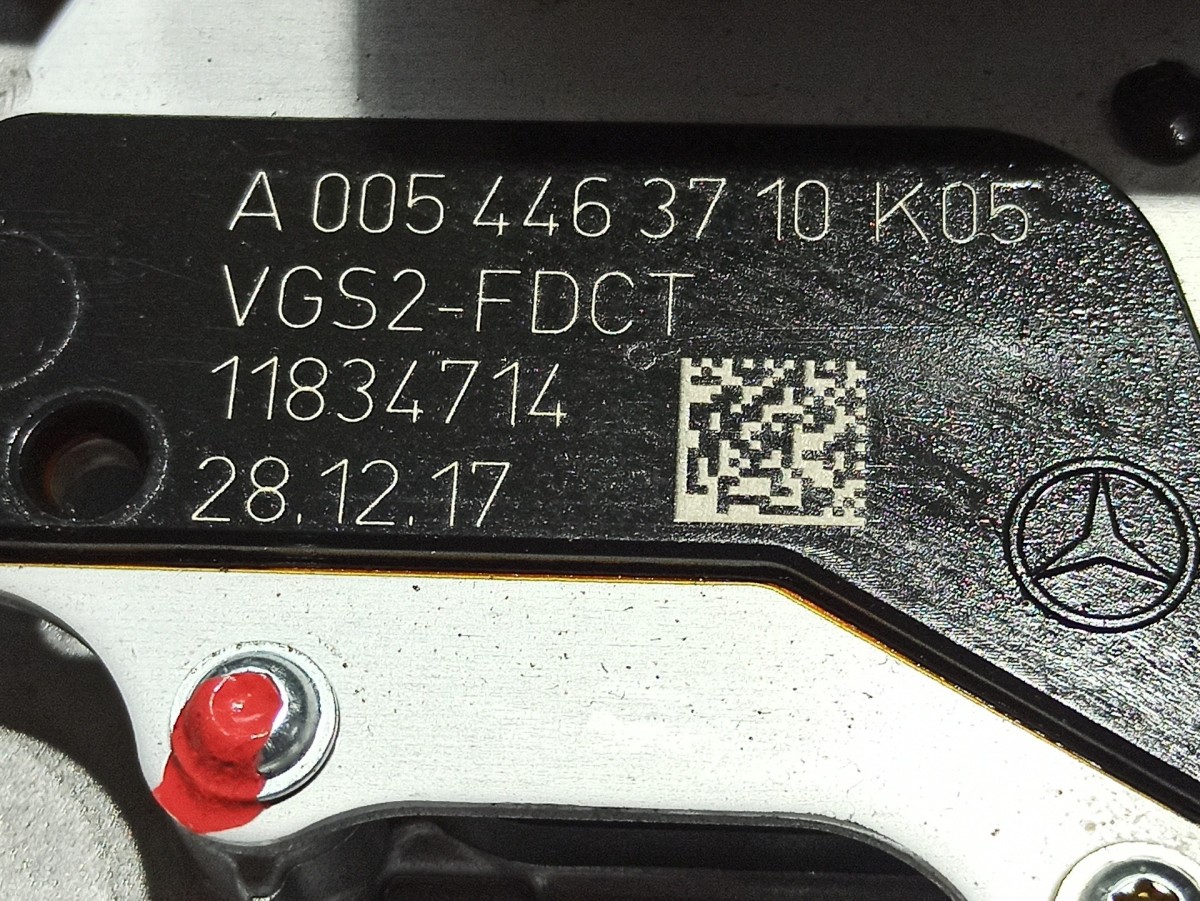 A 005 446 37 10 K05
VGS2-FDCT
11834714
28.12.17